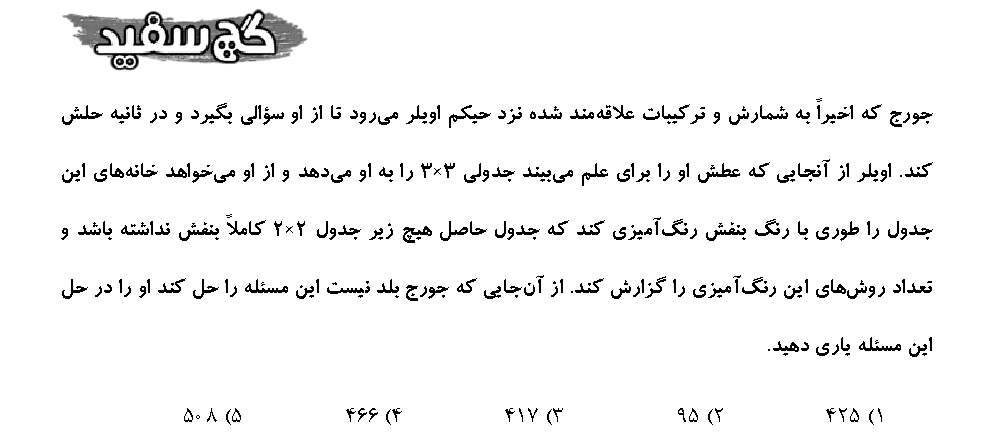 گچ سفید
جورج که اخیراً به شمارش و ترکیبات علاقه‌مند شده نزد حیکم اویلر می‌رود تا از او سؤالی بگیرد و در ثانیه حلش
کند. اویلر از آنجایی که عطش او را برای علم می‌بیند جدولی ۳×۳ را به او می‌دهد و از او می‌خواهد خانه‌های این
جدول را طوری با رنگ بنفش رنگ‌آمیزی کند که جدول حاصل هیچ زیر جدول ۲×۲ کاملاً بنفش نداشته باشد و
تعداد روش‌های این رنگ‌آمیزی را گزارش کند. از آن‌جایی که جورج بلد نیست این مسئله را حل کند او را در حل
این مسئله یاری دهید.
۱) ۴۲۵ ۲) ۹۵ ۳) ۴۱۷ ۴) ۴۶۶ ۵) ۵۰۸